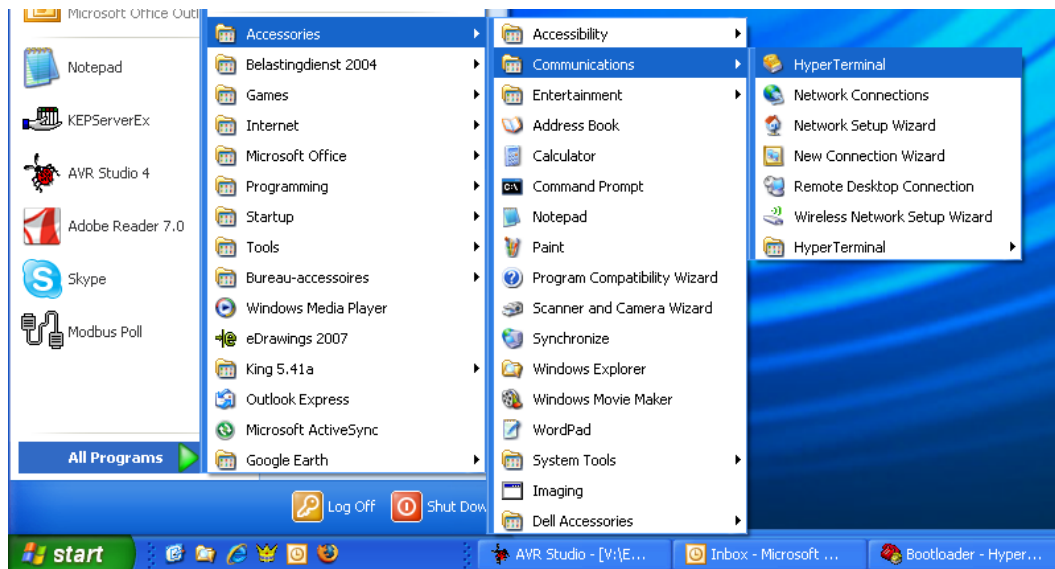 Microsoft Office Outl
Notepad
KEPServerEx
AVR Studio 4
Adobe Reader 7.0
Skype
Modbus Poll
All Programs
Accessories
Belastingdienst 2004
Games
Internet
Microsoft Office
Programming
Startup
Tools
Bureau-accessoires
Windows Media Player
eDrawings 2007
King 5.41a
Outlook Express
Microsoft ActiveSync
Google Earth
Accessibility
Communications
Entertainment
Address Book
Calculator
Command Prompt
Notepad
Paint
Program Compatibility Wizard
Scanner and Camera Wizard
Synchronize
Windows Explorer
Windows Movie Maker
WordPad
System Tools
Imaging
Dell Accessories
HyperTerminal
Network Connections
Network Setup Wizard
New Connection Wizard
Remote Desktop Connection
Wireless Network Setup Wizard
HyperTerminal
Log Off
Shut Dow
start
AVR Studio - [V:\E...
Inbox - Microsoft ...
Bootloader - Hyper...